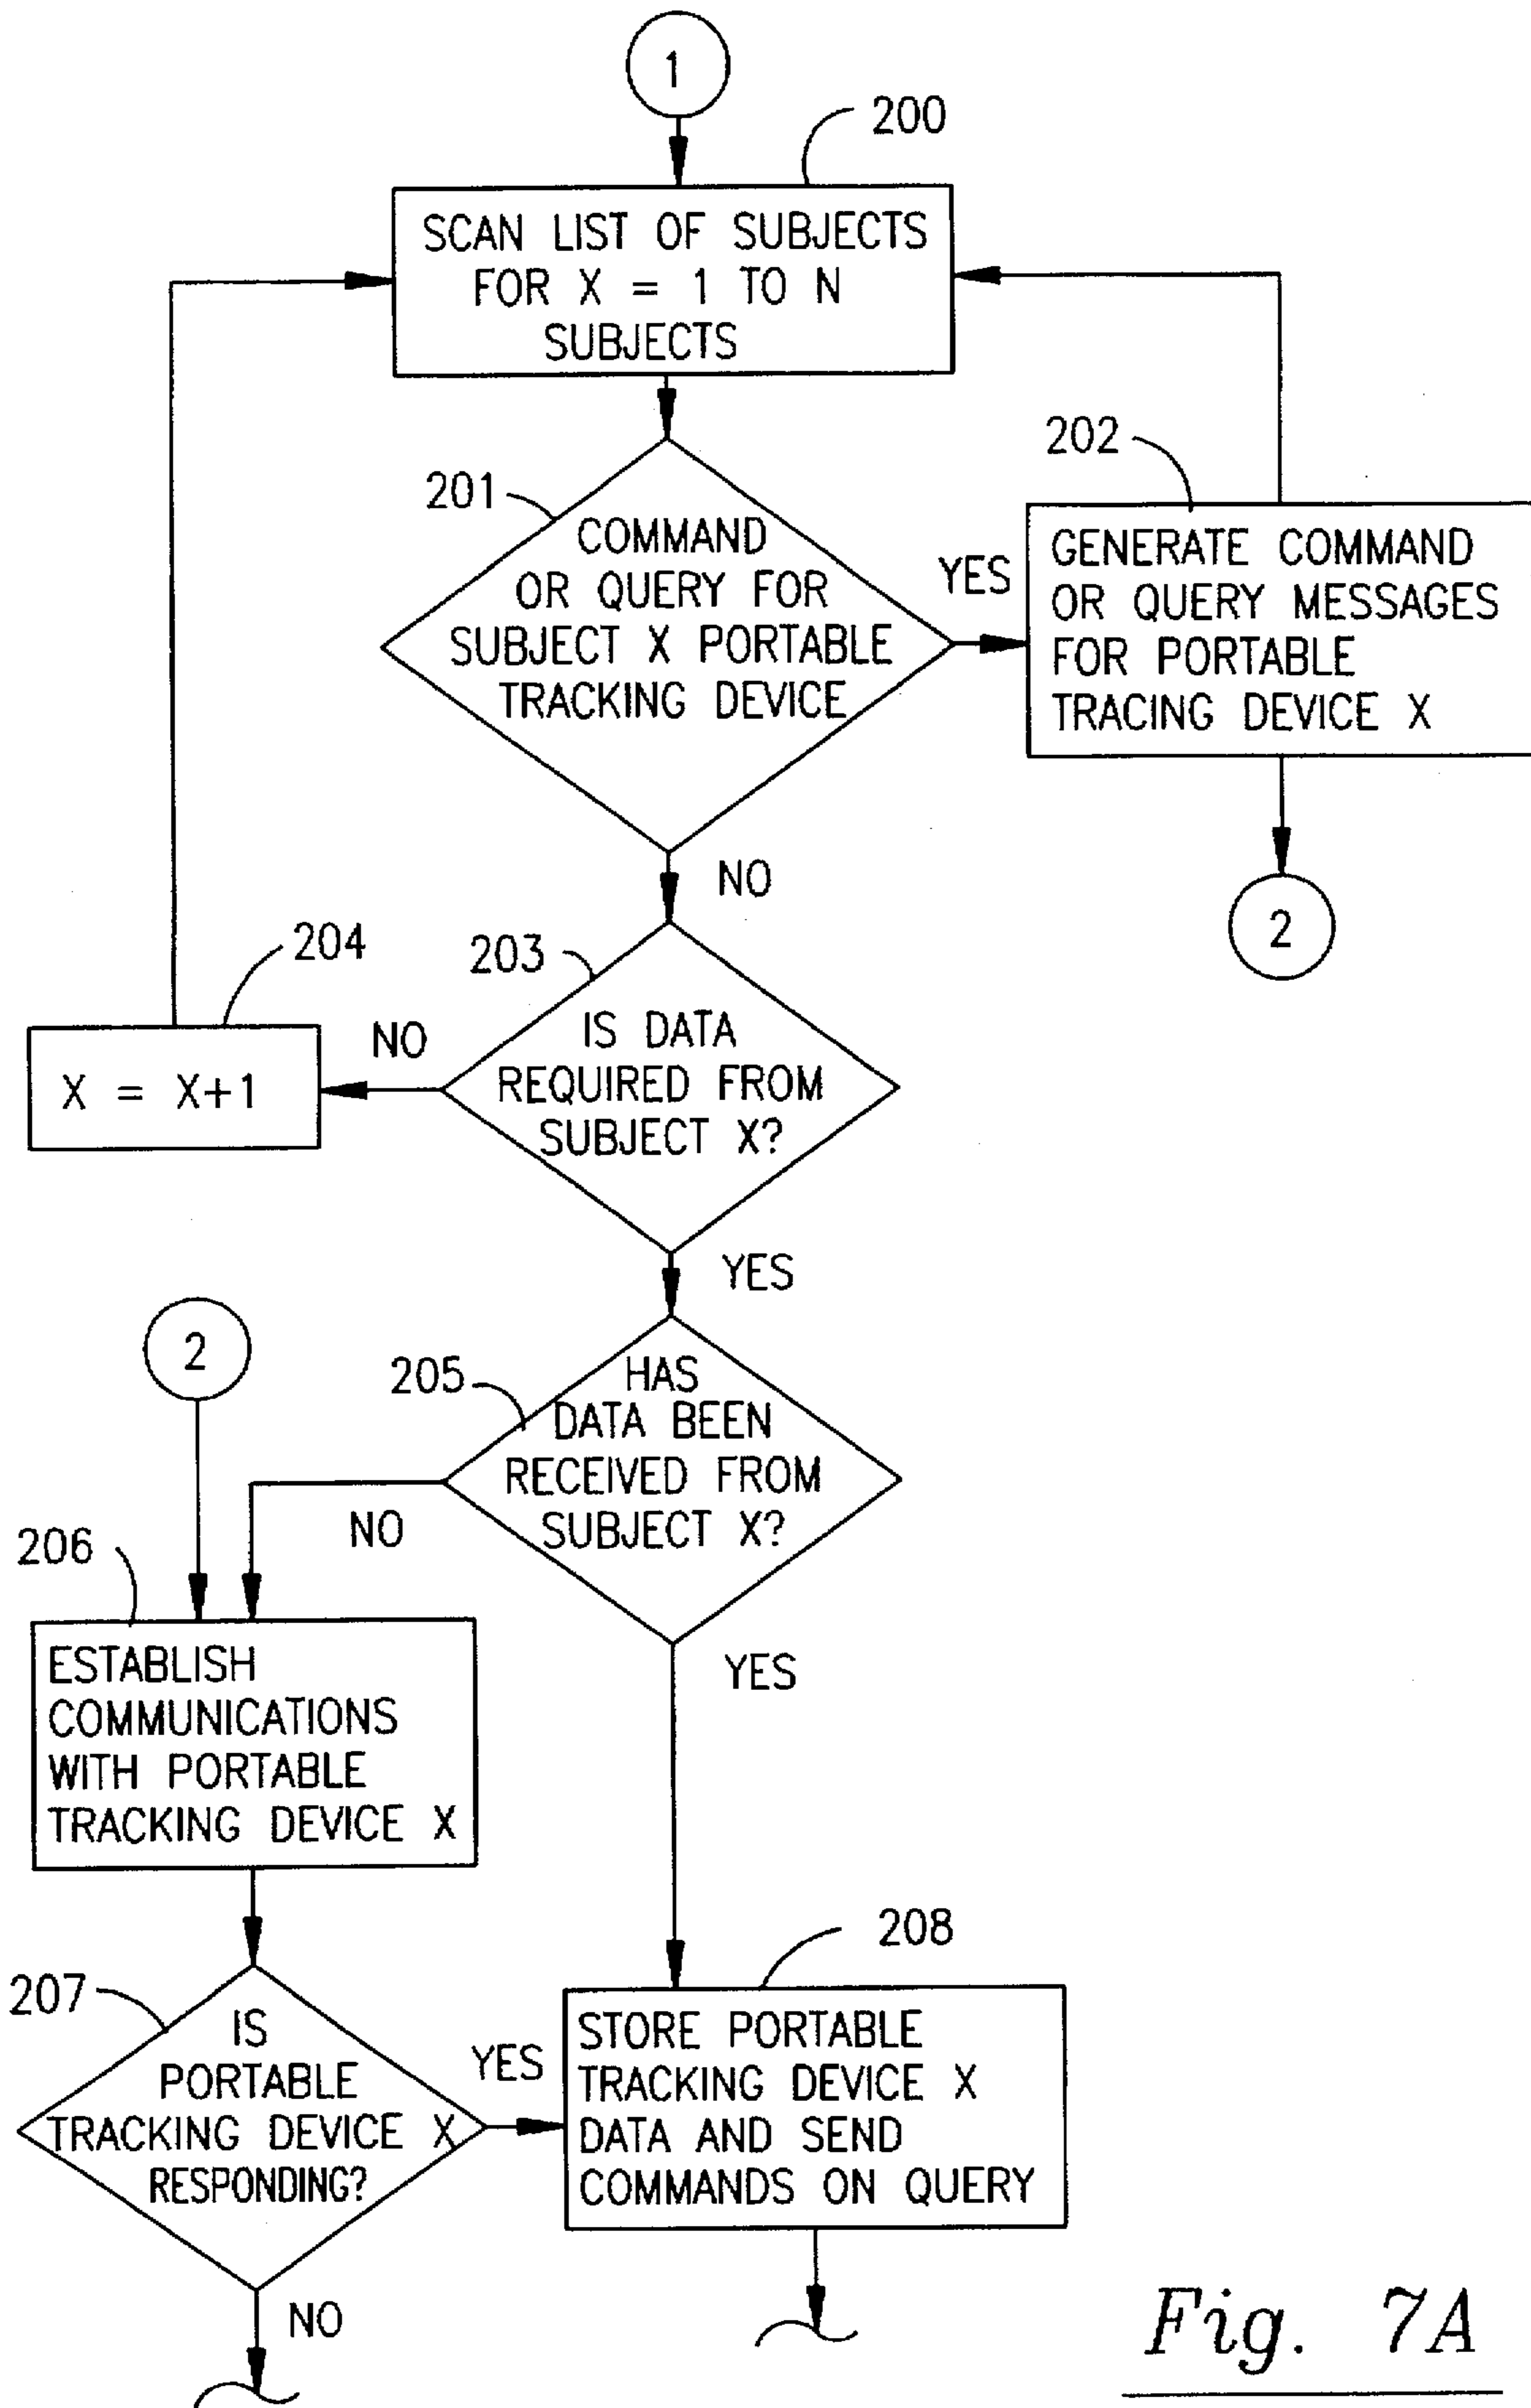 1
200
SCAN LIST OF SUBJECTS
FOR X = 1 TO N
SUBJECTS
201
COMMAND
OR QUERY FOR
SUBJECT X PORTABLE
TRACKING DEVICE
YES
202
GENERATE COMMAND
OR QUERY MESSAGES
FOR PORTABLE
TRACING DEVICE X
NO
2
203
IS DATA
REQUIRED FROM
SUBJECT X?
NO
204
X = X+1
YES
2
205
HAS
DATA BEEN
RECEIVED FROM
SUBJECT X?
NO
YES
206
ESTABLISH
COMMUNICATIONS
WITH PORTABLE
TRACKING DEVICE X
207
IS
PORTABLE
TRACKING DEVICE X
RESPONDING?
YES
208
STORE PORTABLE
TRACKING DEVICE X
DATA AND SEND
COMMANDS ON QUERY
NO
Fig. 7A